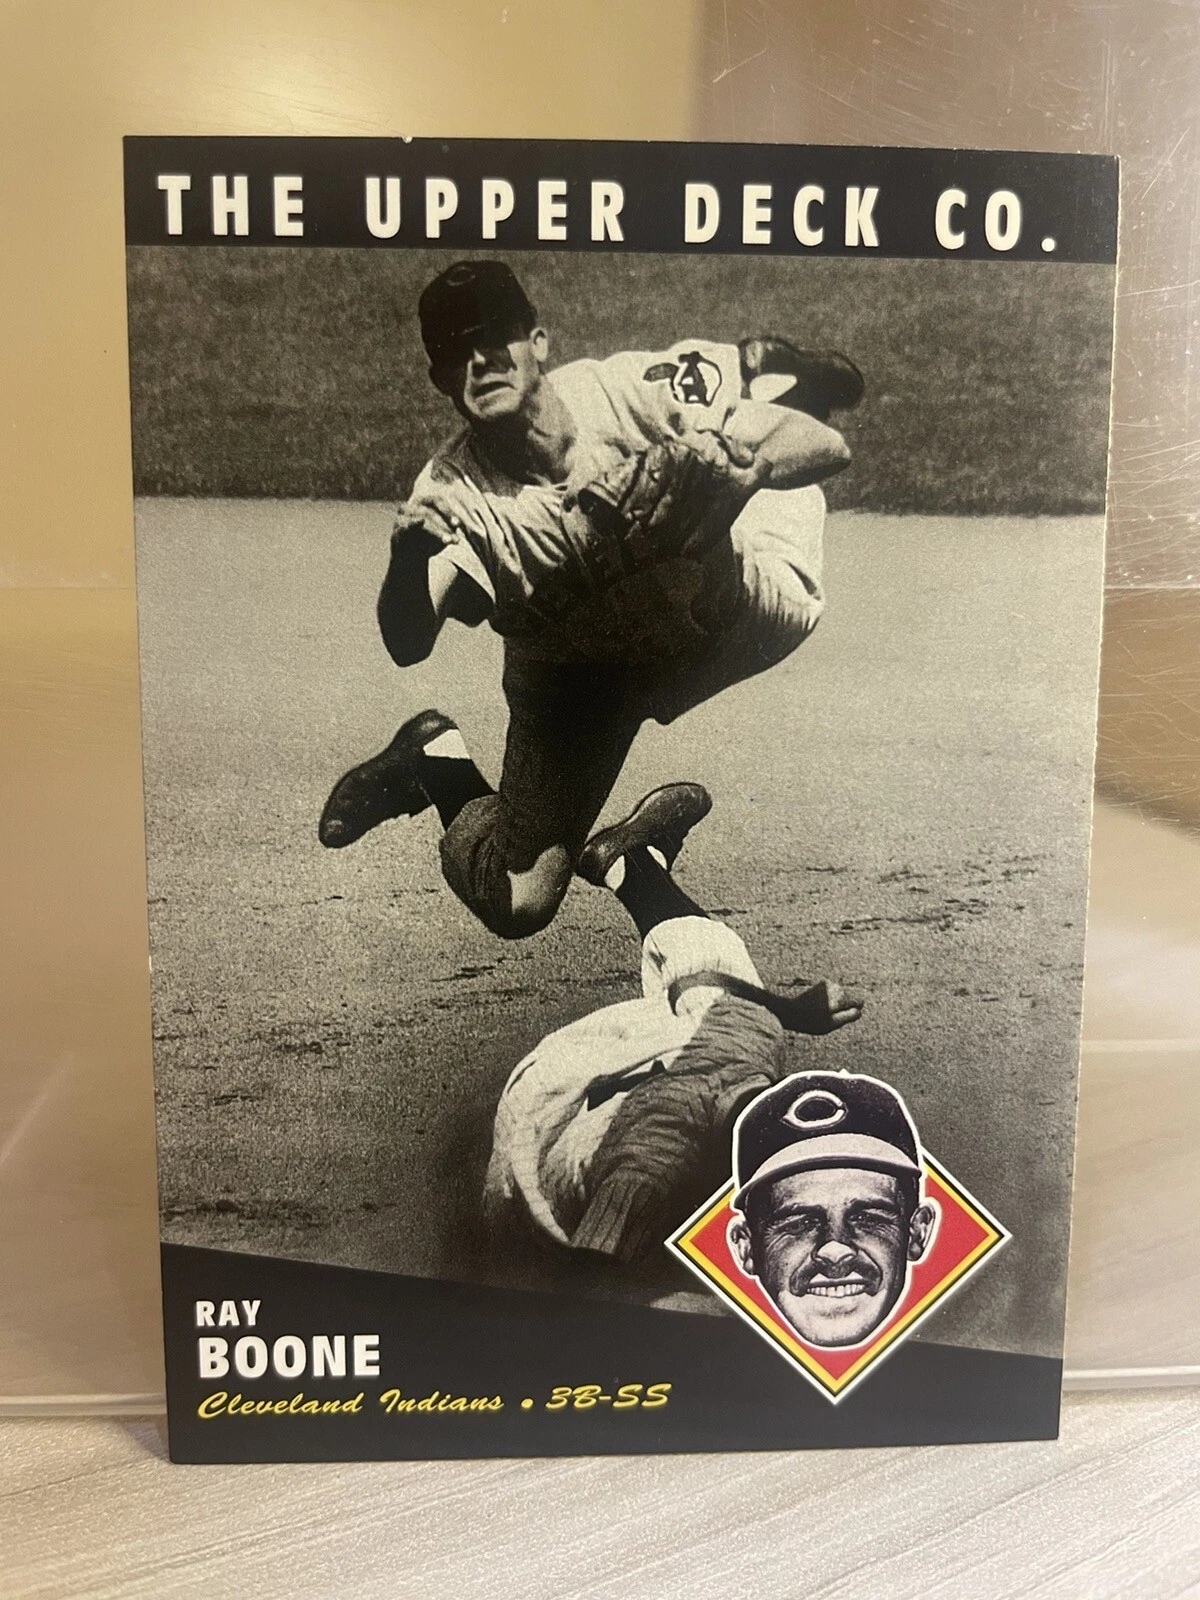 THE UPPER DECK CO.
C
RAY
BOONE
Cleveland Indians • 3B-SS